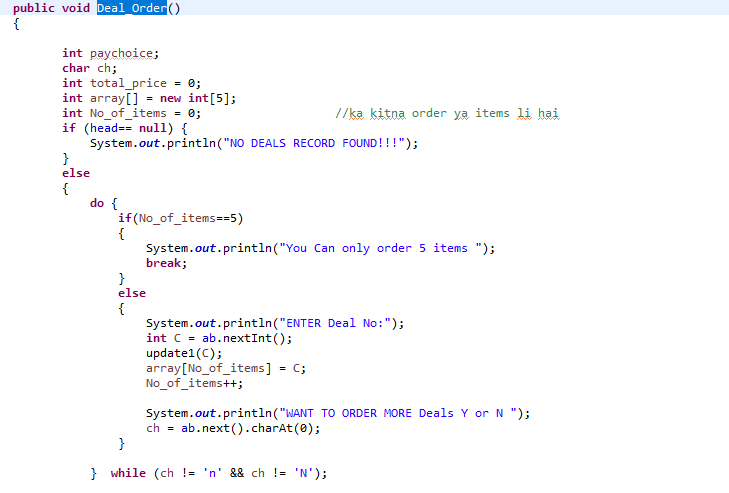 public void Deal_Order()
{
int paychoice;
char ch;
int total_price = 0;
int array[] = new int[5];
int No_of_items = 0; //ka kitna order ya items li hai
if (head== null) {
System.out.println("NO DEALS RECORD FOUND!!!");
}
else
{
do {
if(No_of_items==5)
{
System.out.println("You Can only order 5 items ");
break;
}
else
{
System.out.println("ENTER Deal No:");
int C = ab.nextInt();
update1(C);
array[No_of_items] = C;
No_of_items++;
System.out.println("WANT TO ORDER MORE Deals Y or N ");
ch = ab.next().charAt(0);
}
} while (ch != 'n' && ch != 'N');